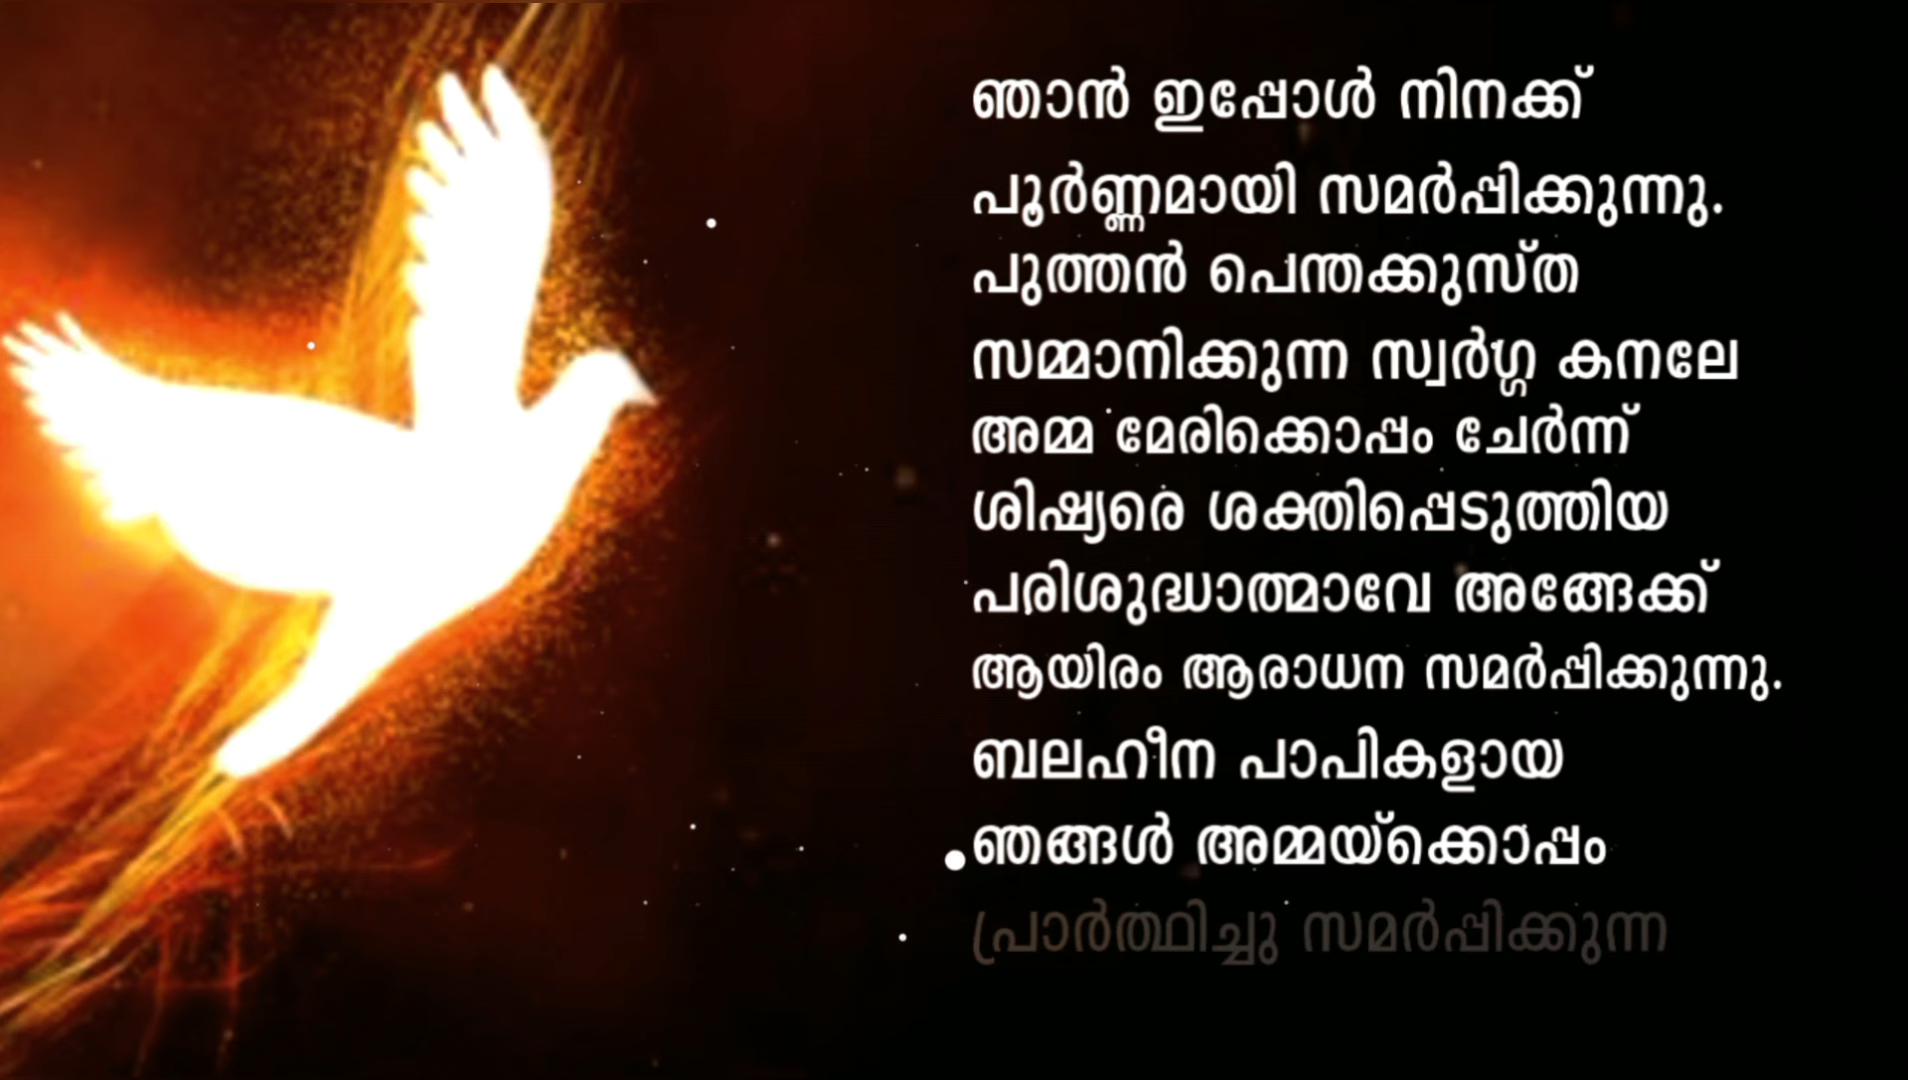 ഞാൻ ഇപ്പോൾ നിനക്ക്
പൂർണ്ണമായി സമർപ്പിക്കുന്നു.
പുത്തൻ പെന്തക്കുസ്ത
സമ്മാനിക്കുന്ന സ്വർഗ്ഗ കനലേ
അമ്മ മേരിക്കൊപ്പം ചേർന്ന്
ശിഷ്യരെ ശക്തിപ്പെടുത്തിയ
പരിശുദ്ധാത്മാവേ അങ്ങേക്ക്
ആയിരം ആരാധന സമർപ്പിക്കുന്നു.
ബലഹീന പാപികളായ
ഞങ്ങൾ അമ്മയ്ക്കൊപ്പം
പ്രാർത്ഥിച്ചു സമർപ്പിക്കുന്ന